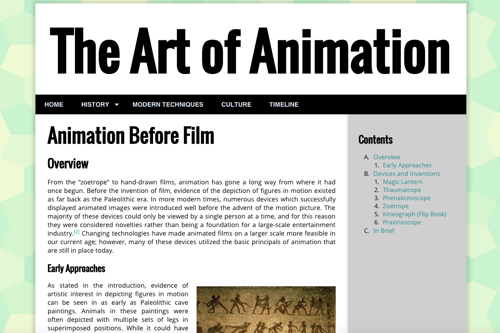 The Art of Animation
HOME HISTORY MODERN TECHNIQUES CULTURE TIMELINE
Animation Before Film
Overview
From the "zoetrope" to hand-drawn films, animation has gone a long way from where it had
once begun. Before the invention of film, evidence of the depiction of figures in motion existed
as far back as the Paleolithic era. In more modern times, numerous devices which successfully
displayed animated images were introduced well before the advent of the motion picture. The
majority of these devices could only be viewed by a single person at a time, and for this reason
they were considered novelties rather than being a foundation for a large-scale entertainment
industry.[2] Changing technologies have made animated films on a larger scale more feasible in
our current age; however, many of these devices utilized the basic principals of animation that
are still in place today.
Early Approaches
As stated in the introduction, evidence of
artistic interest in depicting figures in motion
can be seen in as early as Paleolithic cave
paintings. Animals in these paintings were
often depicted with multiple sets of legs in
superimposed positions. While it could have
Contents
A. Overview
1. Early Approaches
B. Devices and Inventions
1. Magic Lantern
2. Thaumatrope
3. Phenakistoscope
4. Zoetrope
5. Kineograph (Flip Book)
6. Praxinoscope
C. In Brief